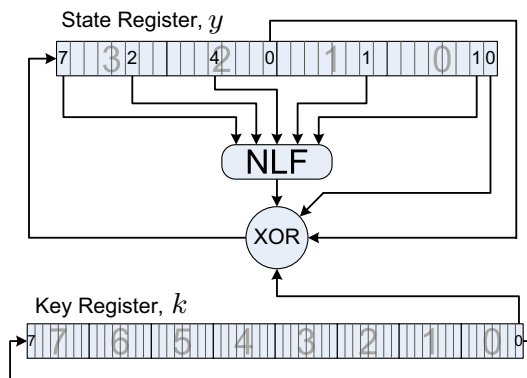 State Register, y
7 3 2 2 4 0 1 1 0 1 0
NLF
XOR
Key Register, k
7 7 6 5 4 3 2 1 0 0